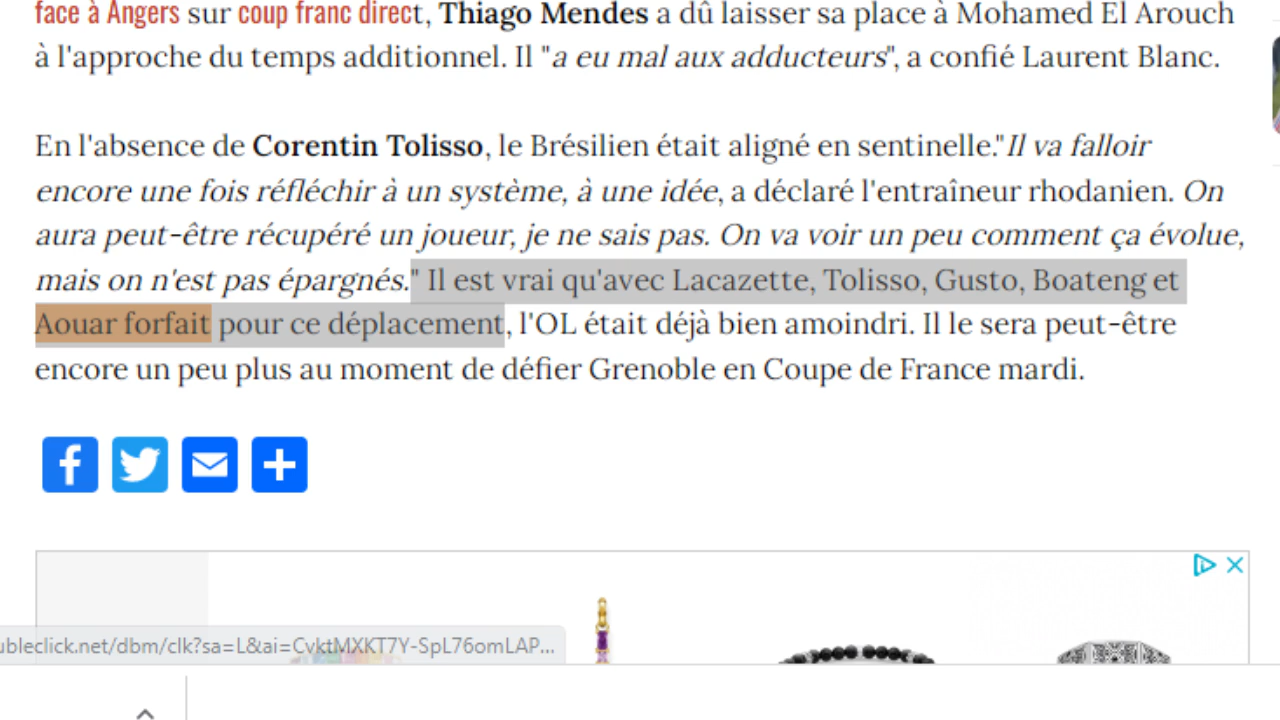 face à Angers sur coup franc direct, Thiago Mendes a dû laisser sa place à Mohamed El Arouch
à l'approche du temps additionnel. Il "a eu mal aux adducteurs", a confié Laurent Blanc.
En l'absence de Corentin Tolisso, le Brésilien était aligné en sentinelle."Il va falloir
encore une fois réfléchir à un système, à une idée, a déclaré l'entraîneur rhodanien. On
aura peut-être récupéré un joueur, je ne sais pas. On va voir un peu comment ça évolue,
mais on n'est pas épargnés." Il est vrai qu'avec Lacazette, Tolisso, Gusto, Boateng et
Aouar forfait pour ce déplacement, l'OL était déjà bien amoindri. Il le sera peut-être
encore un peu plus au moment de défier Grenoble en Coupe de France mardi.
ubleclick.net/dbm/clk?sa=L&ai=CvktMXKT7Y-SpL76omLAP...